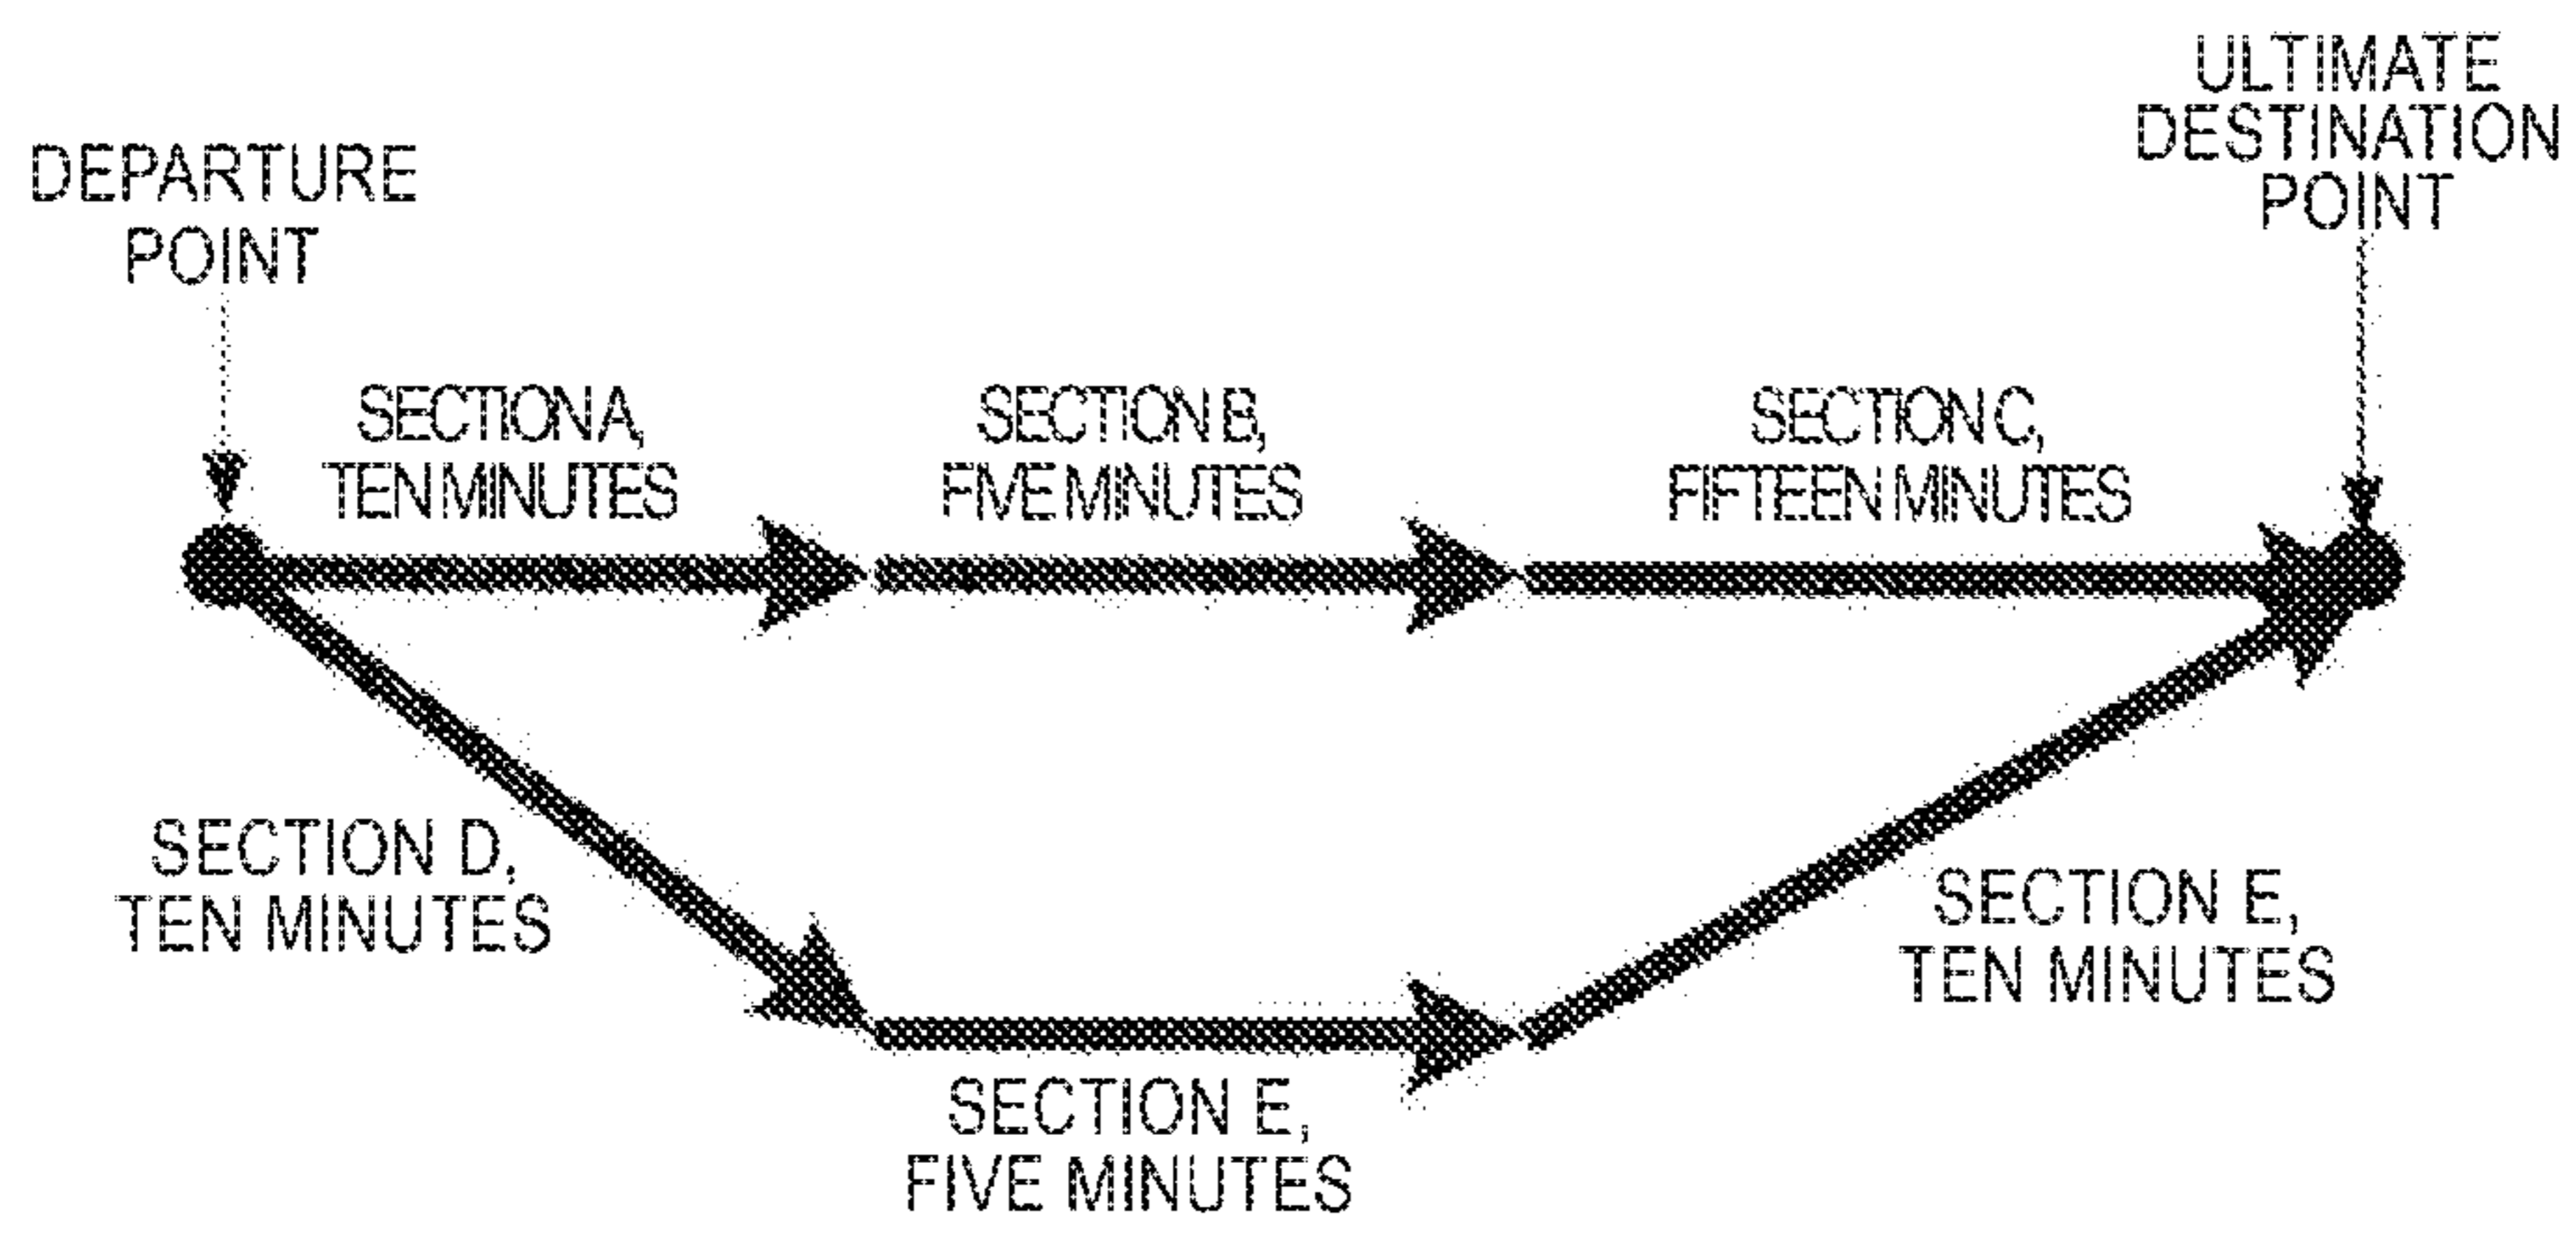 ULTIMATE
DESTINATION
POINT
DEPARTURE
POINT
SECTION A,
TEN MINUTES
SECTION B,
FIVE MINUTES
SECTION C,
FIFTEEN MINUTES
SECTION D,
TEN MINUTES
SECTION E,
TEN MINUTES
SECTION E,
FIVE MINUTES